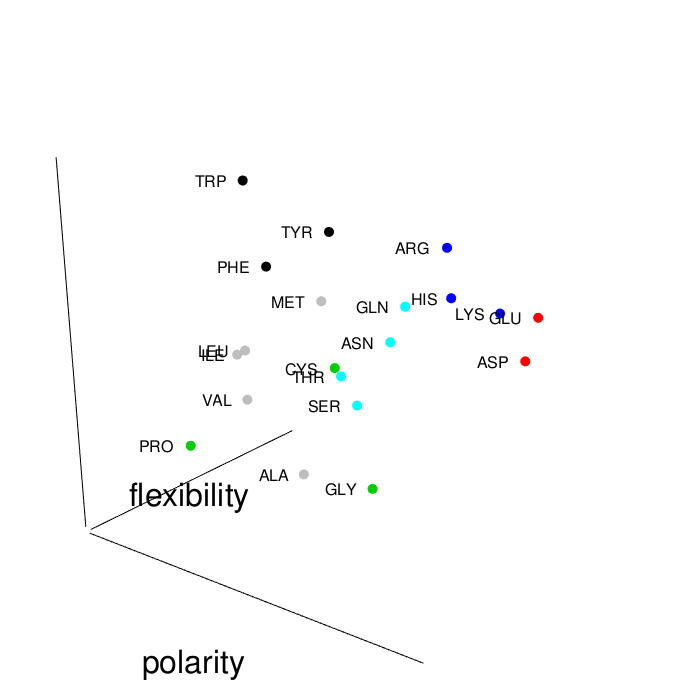 TRP
TYR
ARG
PHE
MET
HIS
GLN
LYS
GLU
ASN
LEU
ILE
ASP
CYS
THR
VAL
SER
PRO
ALA
GLY
flexibility
polarity